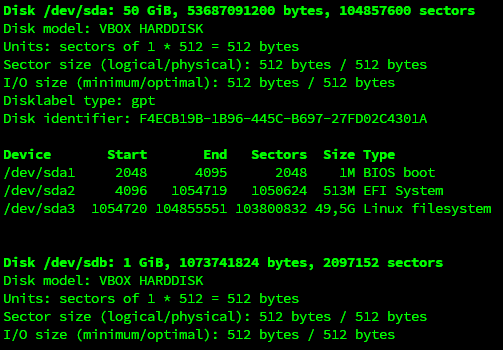 Disk /dev/sda: 50 GiB, 53687091200 bytes, 104857600 sectors
Disk model: VBOX HARDDISK
Units: sectors of 1 * 512 = 512 bytes
Sector size (logical/physical): 512 bytes / 512 bytes
I/O size (minimum/optimal): 512 bytes / 512 bytes
Disklabel type: gpt
Disk identifier: F4ECB19B-1B96-445C-B697-27FD02C4301A
Device Start End Sectors Size Type
/dev/sda1 2048 4095 2048 1M BIOS boot
/dev/sda2 4096 1054719 1050624 513M EFI System
/dev/sda3 1054720 104855551 103800832 49,5G Linux filesystem
Disk /dev/sdb: 1 GiB, 1073741824 bytes, 2097152 sectors
Disk model: VBOX HARDDISK
Units: sectors of 1 * 512 = 512 bytes
Sector size (logical/physical): 512 bytes / 512 bytes
I/O size (minimum/optimal): 512 bytes / 512 bytes